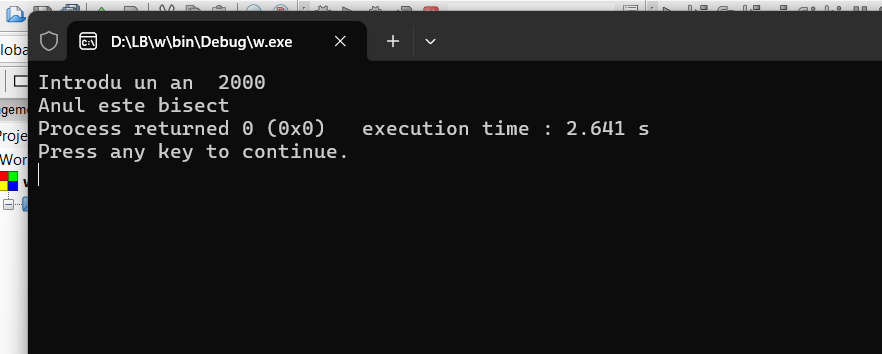 D:\LB\w\bin\Debug\w.exe
Introdu un an  2000
Anul este bisect
Process returned 0 (0x0)   execution time : 2.641 s
Press any key to continue.